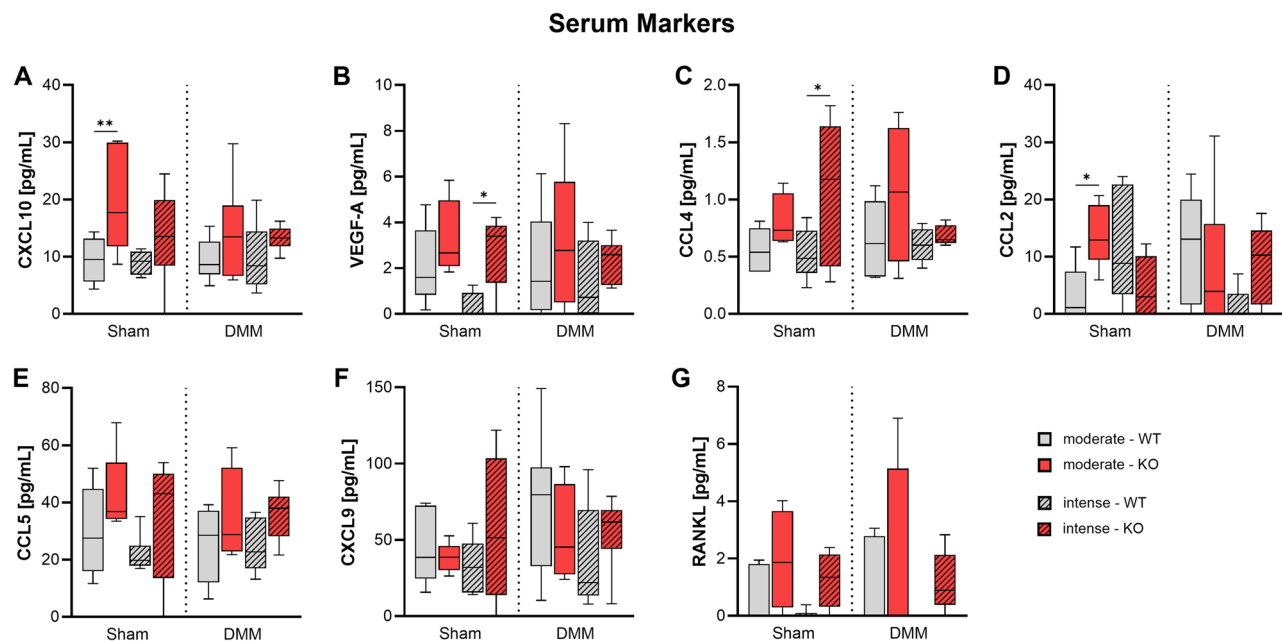 Serum Markers
A
CXCL10 [pg/mL]
40
30
20
10
0
**
Sham
DMM
B
VEGF-A [pg/mL]
10
8
6
4
2
0
*
Sham
DMM
C
CCL4 [pg/mL]
2.0
1.5
1.0
0.5
0.0
*
Sham
DMM
D
CCL2 [pg/mL]
40
30
20
10
0
*
Sham
DMM
E
CCL5 [pg/mL]
80
60
40
20
0
Sham
DMM
F
CXCL9 [pg/mL]
150
100
50
0
Sham
DMM
G
RANKL [pg/mL]
8
6
4
2
0
Sham
DMM
moderate - WT
moderate - KO
intense - WT
intense - KO